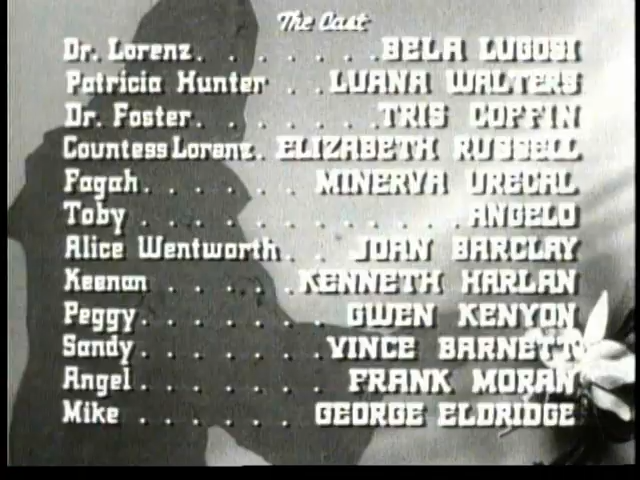 The Cast
Dr. Lorenz. . . . . . . BELA LUGOSI
Patricia Hunter . . LUANA WALTERS
Dr. Foster. . . . . . . TRIS COFFIN
Countess Lorenz. ELIZABETH RUSSELL
Fagah. . . . . . MINERVA URECAL
Toby . . . . . . . . . . . . ANGELO
Alice Wentworth. . JOAN BARCLAY
Keenan . . . . . KENNETH HARLAN
Peggy. . . . . . . GWEN KENYON
Sandy. . . . . . . VINCE BARNETT
Angel. . . . . . . FRANK MORAN
Mike . . . . . . GEORGE ELDRIDGE